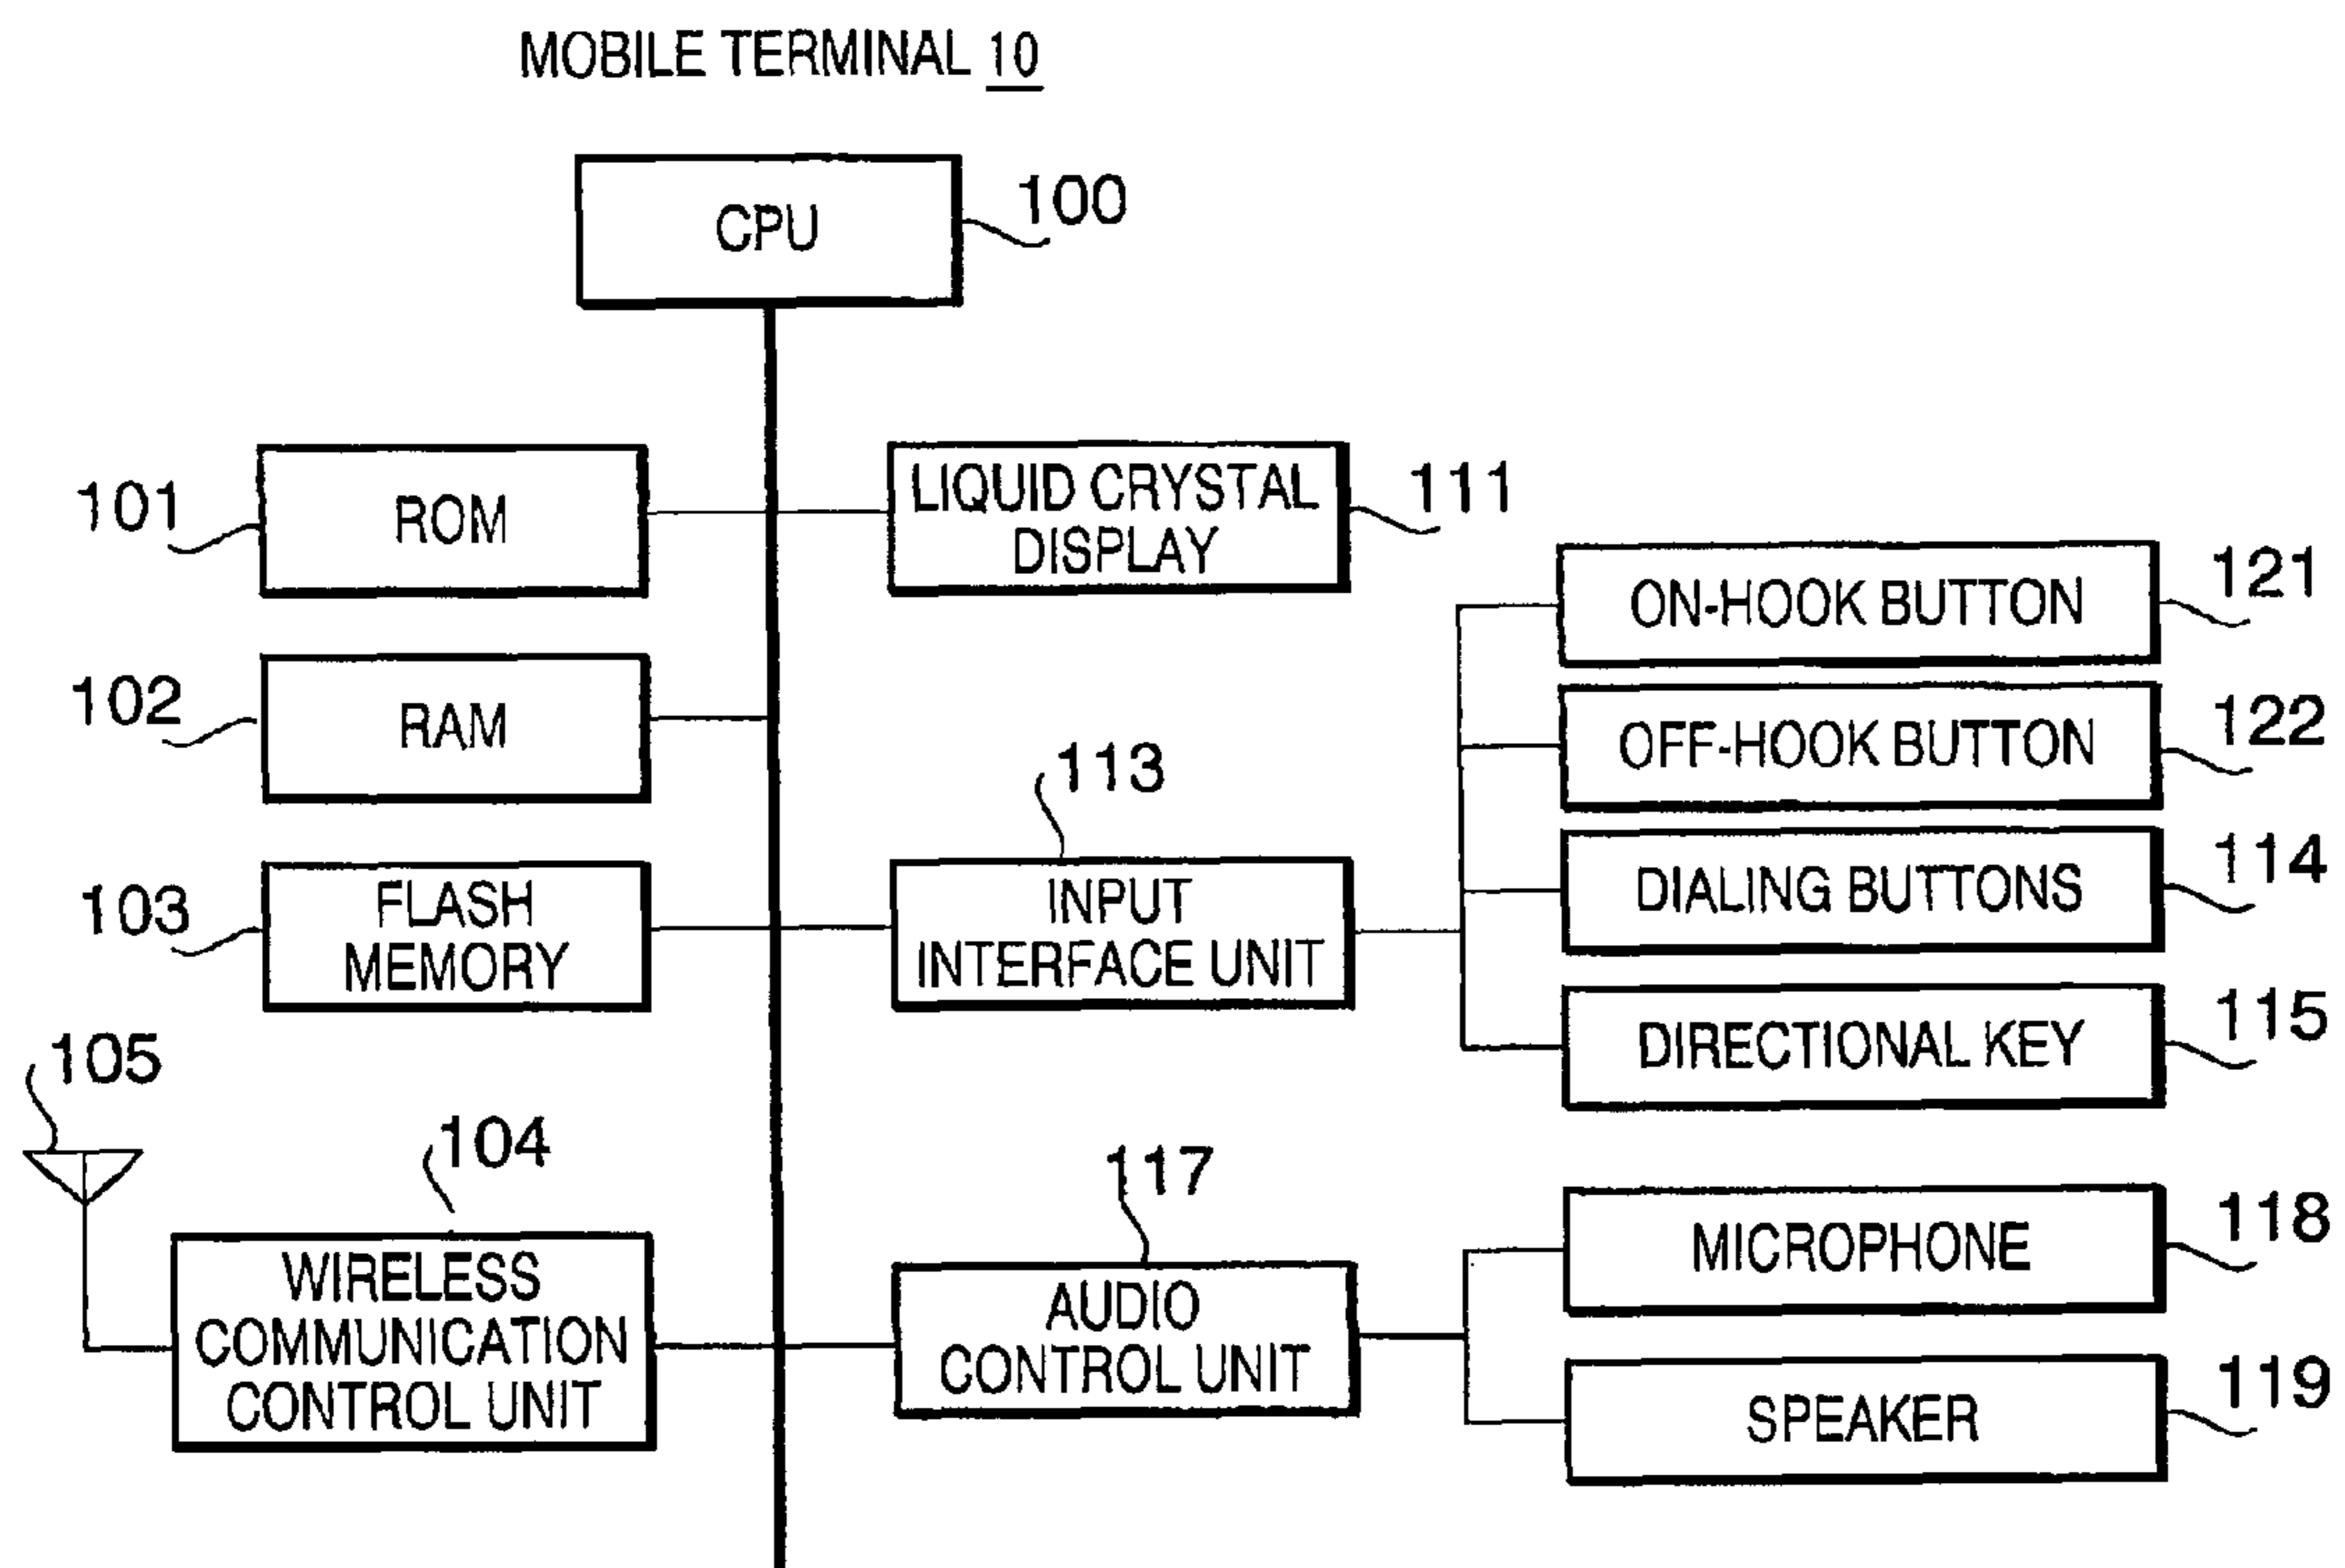 MOBILE TERMINAL 10
CPU
100
101
ROM
LIQUID CRYSTAL
DISPLAY
111
ON-HOOK BUTTON
121
102
RAM
OFF-HOOK BUTTON
122
113
103
FLASH
MEMORY
INPUT
INTERFACE UNIT
DIALING BUTTONS
114
DIRECTIONAL KEY
115
105
104
WIRELESS
COMMUNICATION
CONTROL UNIT
117
AUDIO
CONTROL UNIT
MICROPHONE
118
SPEAKER
119